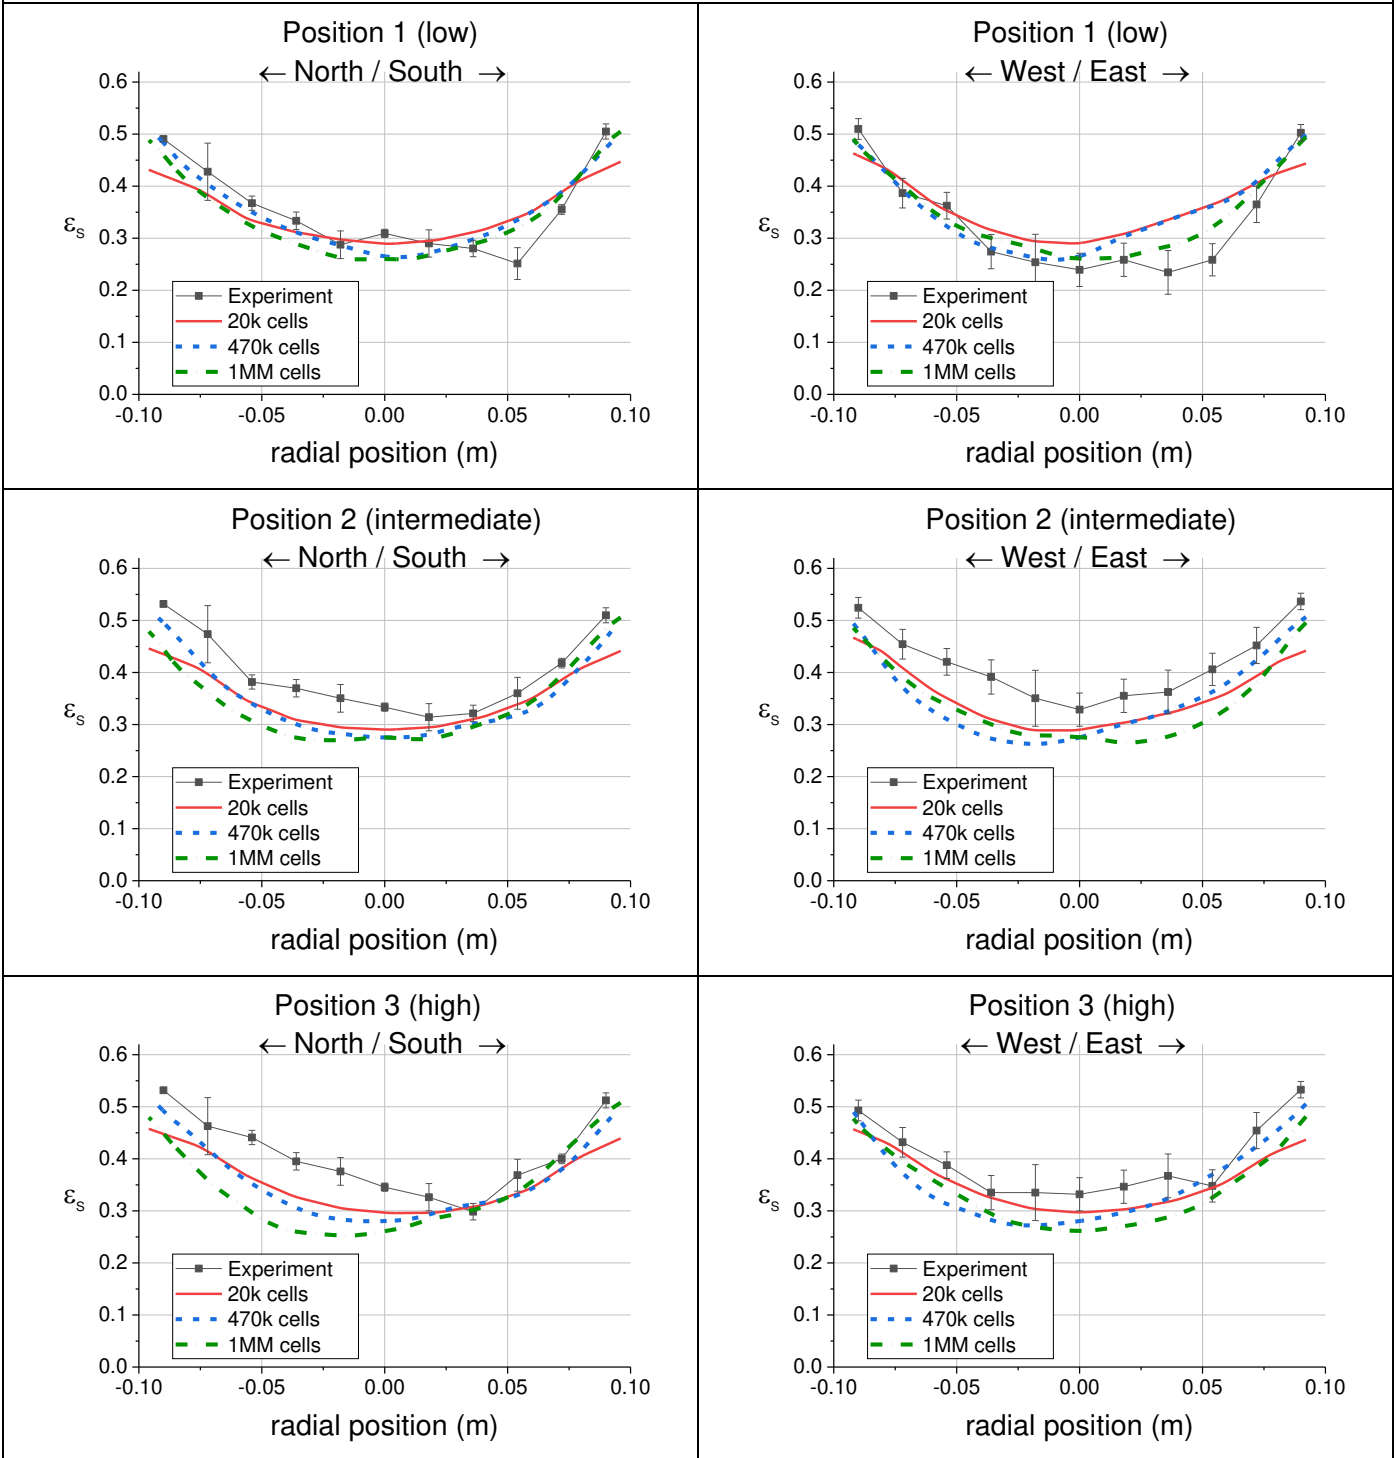 Position 1 (low)
← North / South →
0.6
0.5
0.4
0.3
0.2
0.1
0.0
εs
Experiment
20k cells
470k cells
1MM cells
-0.10 -0.05 0.00 0.05 0.10
radial position (m)
Position 1 (low)
← West / East →
0.6
0.5
0.4
0.3
0.2
0.1
0.0
εs
Experiment
20k cells
470k cells
1MM cells
-0.10 -0.05 0.00 0.05 0.10
radial position (m)
Position 2 (intermediate)
← North / South →
0.6
0.5
0.4
0.3
0.2
0.1
0.0
εs
Experiment
20k cells
470k cells
1MM cells
-0.10 -0.05 0.00 0.05 0.10
radial position (m)
Position 2 (intermediate)
← West / East →
0.6
0.5
0.4
0.3
0.2
0.1
0.0
εs
Experiment
20k cells
470k cells
1MM cells
-0.10 -0.05 0.00 0.05 0.10
radial position (m)
Position 3 (high)
← North / South →
0.6
0.5
0.4
0.3
0.2
0.1
0.0
εs
Experiment
20k cells
470k cells
1MM cells
-0.10 -0.05 0.00 0.05 0.10
radial position (m)
Position 3 (high)
← West / East →
0.6
0.5
0.4
0.3
0.2
0.1
0.0
εs
Experiment
20k cells
470k cells
1MM cells
-0.10 -0.05 0.00 0.05 0.10
radial position (m)